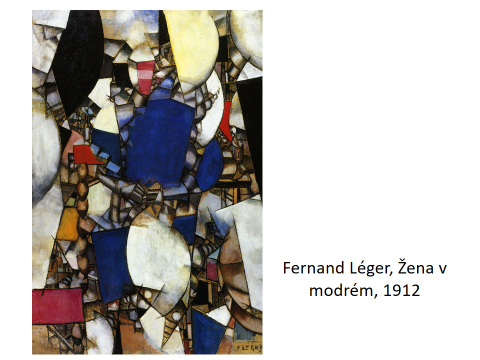 Fernand Léger, Žena v
modrém, 1912